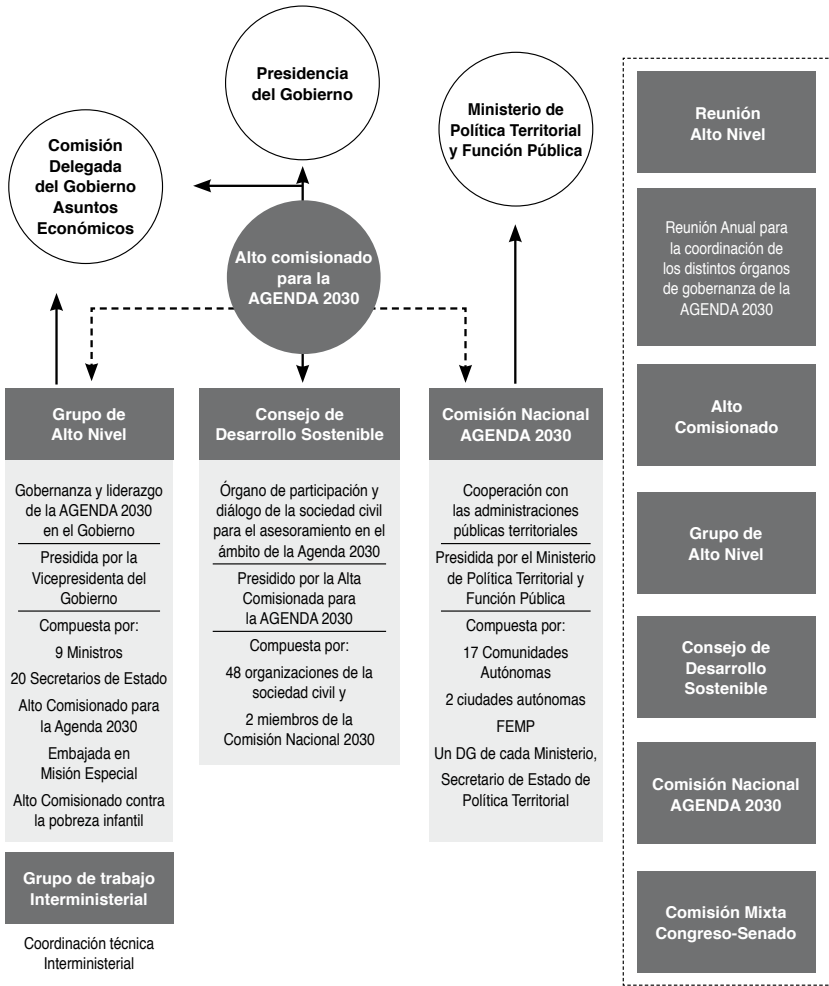 Presidencia
del Gobierno
Comisión
Delegada
del Gobierno
Asuntos
Económicos
Ministerio de
Política Territorial
y Función Pública
Alto comisionado
para la
AGENDA 2030
Grupo de
Alto Nivel
Gobernanza y liderazgo
de la AGENDA 2030
en el Gobierno
Presidida por la
Vicepresidenta del
Gobierno
Compuesta por:
9 Ministros
20 Secretarios de Estado
Alto Comisionado para
la Agenda 2030
Embajada en
Misión Especial
Alto Comisionado contra
la pobreza infantil
Grupo de trabajo
Interministerial
Coordinación técnica
Interministerial
Consejo de
Desarrollo Sostenible
Órgano de participación y
diálogo de la sociedad civil
para el asesoramiento en el
ámbito de la Agenda 2030
Presidido por la Alta
Comisionada para
la AGENDA 2030
Compuesta por:
48 organizaciones de la
sociedad civil y
2 miembros de la
Comisión Nacional 2030
Comisión Nacional
AGENDA 2030
Cooperación con
las administraciones
públicas territoriales
Presidida por el Ministerio
de Política Territorial y
Función Pública
Compuesta por:
17 Comunidades
Autónomas
2 ciudades autónomas
FEMP
Un DG de cada Ministerio,
Secretario de Estado de
Política Territorial
Reunión
Alto Nivel
Reunión Anual para
la coordinación de
los distintos órganos
de gobernanza de la
AGENDA 2030
Alto
Comisionado
Grupo de
Alto Nivel
Consejo de
Desarrollo
Sostenible
Comisión Nacional
AGENDA 2030
Comisión Mixta
Congreso-Senado